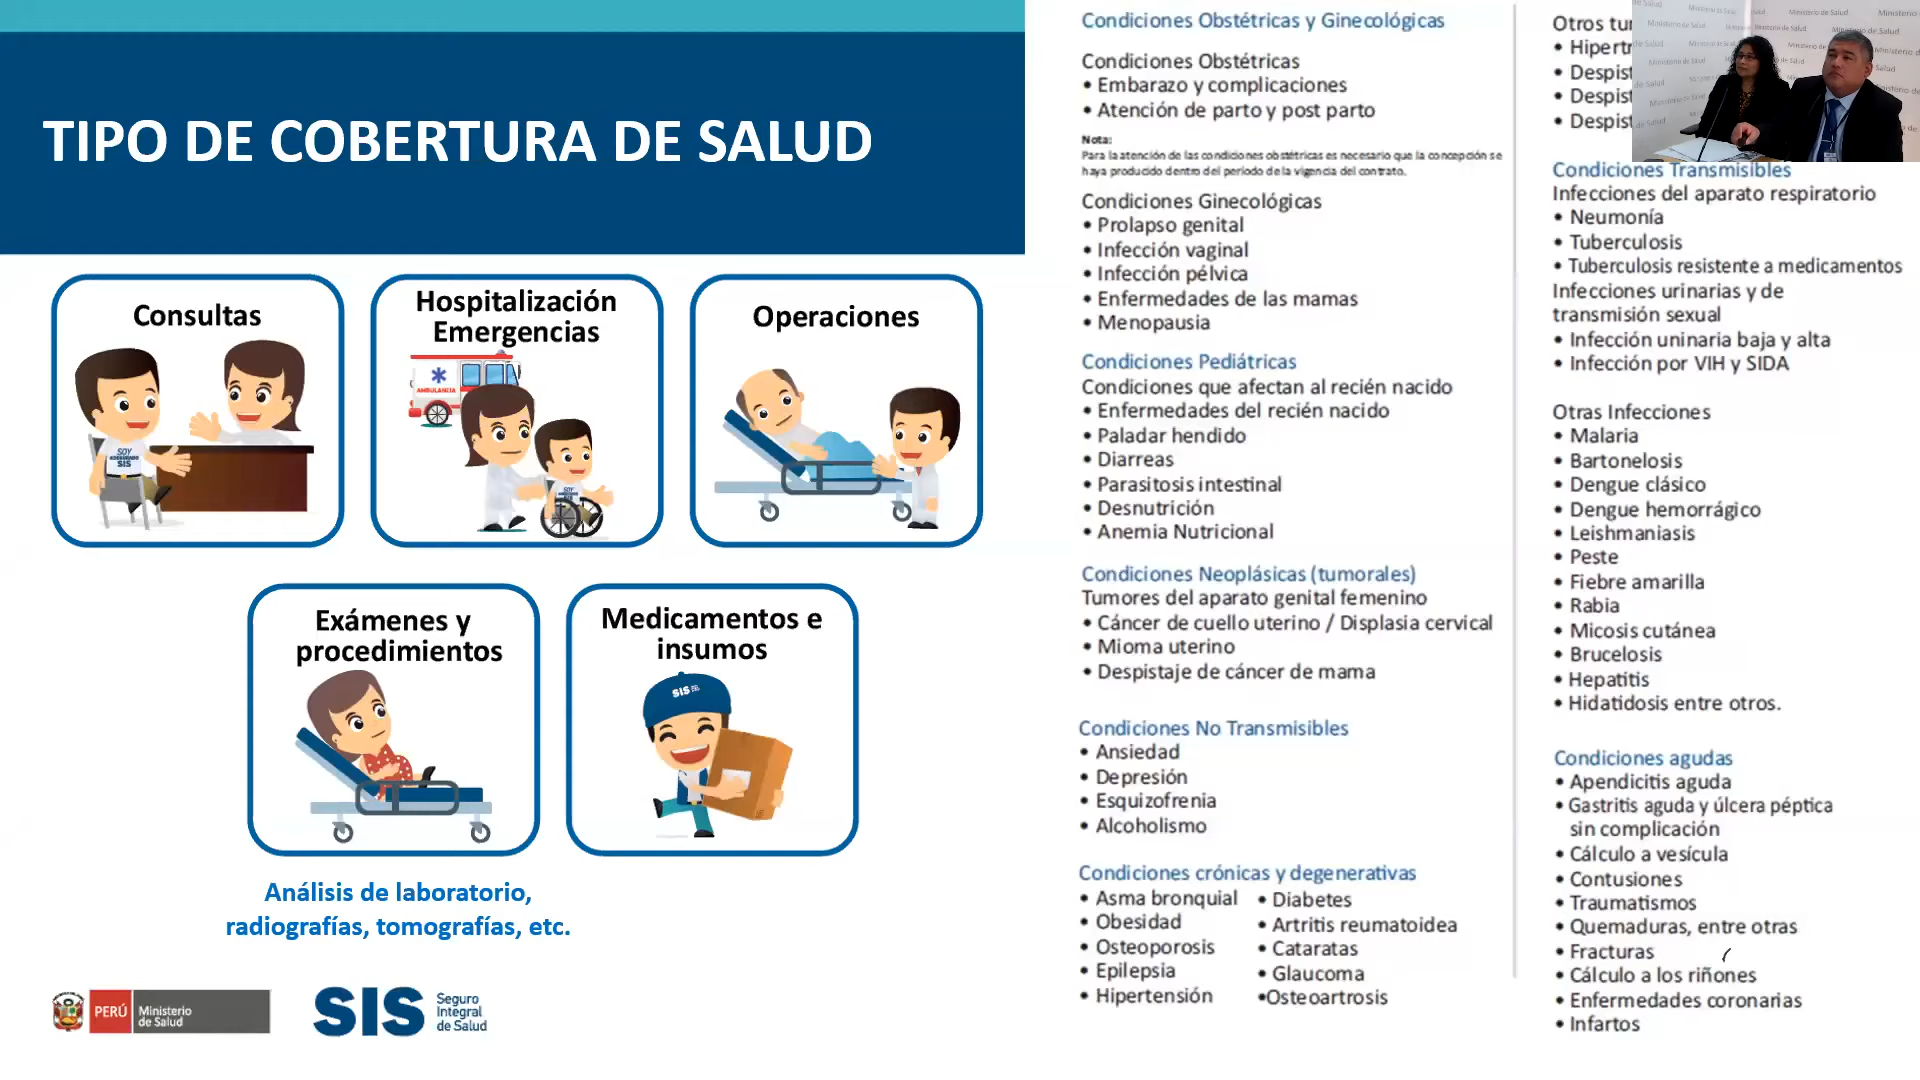 TIPO DE COBERTURA DE SALUD
Consultas
SOY
ASEGURADO
SIS
Hospitalización
Emergencias
AMBULANCIA
Operaciones
Exámenes y
procedimientos
Medicamentos e
insumos
SIS
Análisis de laboratorio,
radiografías, tomografías, etc.
PERÚ
Ministerio
de Salud
SIS
Seguro
Integral
de Salud
Condiciones Obstétricas y Ginecológicas
Condiciones Obstétricas
• Embarazo y complicaciones
• Atención de parto y post parto
Nota:
Para la atención de las condiciones obstétricas es necesario que la concepción se
haya producido dentro del período de la vigencia del contrato.
Condiciones Ginecológicas
• Prolapso genital
• Infección vaginal
• Infección pélvica
• Enfermedades de las mamas
• Menopausia
Condiciones Pediátricas
Condiciones que afectan al recién nacido
• Enfermedades del recién nacido
• Paladar hendido
• Diarreas
• Parasitosis intestinal
• Desnutrición
• Anemia Nutricional
Condiciones Neoplásicas (tumorales)
Tumores del aparato genital femenino
• Cáncer de cuello uterino / Displasia cervical
• Mioma uterino
• Despistaje de cáncer de mama
Condiciones No Transmisibles
• Ansiedad
• Depresión
• Esquizofrenia
• Alcoholismo
Condiciones crónicas y degenerativas
• Asma bronquial
• Obesidad
• Osteoporosis
• Epilepsia
• Hipertensión
• Diabetes
• Artritis reumatoidea
• Cataratas
• Glaucoma
•Osteoartrosis
Otros
Ministerio de Salud
Condiciones Transmisibles
Infecciones del aparato respiratorio
• Neumonía
• Tuberculosis
• Tuberculosis resistente a medicamentos
Infecciones urinarias y de
transmisión sexual
• Infección uninaria baja y alta
• Infección por VIH y SIDA
Otras Infecciones
• Malaria
• Bartonelosis
• Dengue clásico
• Dengue hemorrágico
• Leishmaniasis
• Peste
• Fiebre amarilla
• Rabia
• Micosis cutánea
• Brucelosis
• Hepatitis
• Hidatidosis entre otros.
Condiciones agudas
• Apendicitis aguda
• Gastritis aguda y úlcera péptica
sin complicación
• Cálculo a vesícula
• Contusiones
• Traumatismos
• Quemaduras, entre otras
• Fracturas
• Cálculo a los riñones
• Enfermedades coronarias
• Infartos